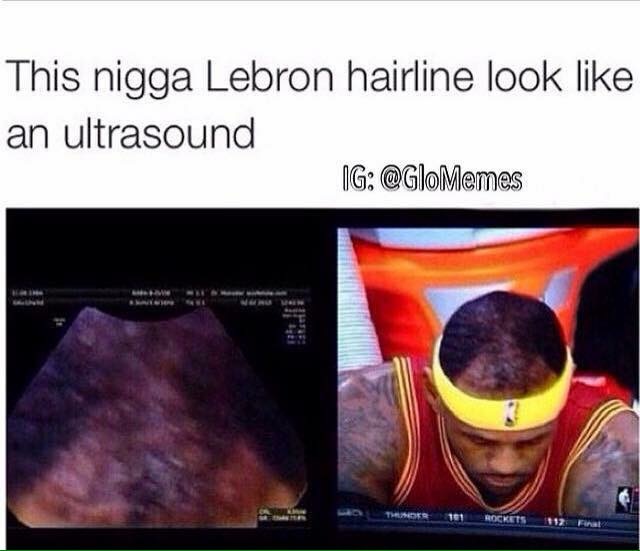 This nigga Lebron hairline look like
an ultrasound
IG: @GloMemes
THUNDER 101 ROCKETS 112 Final